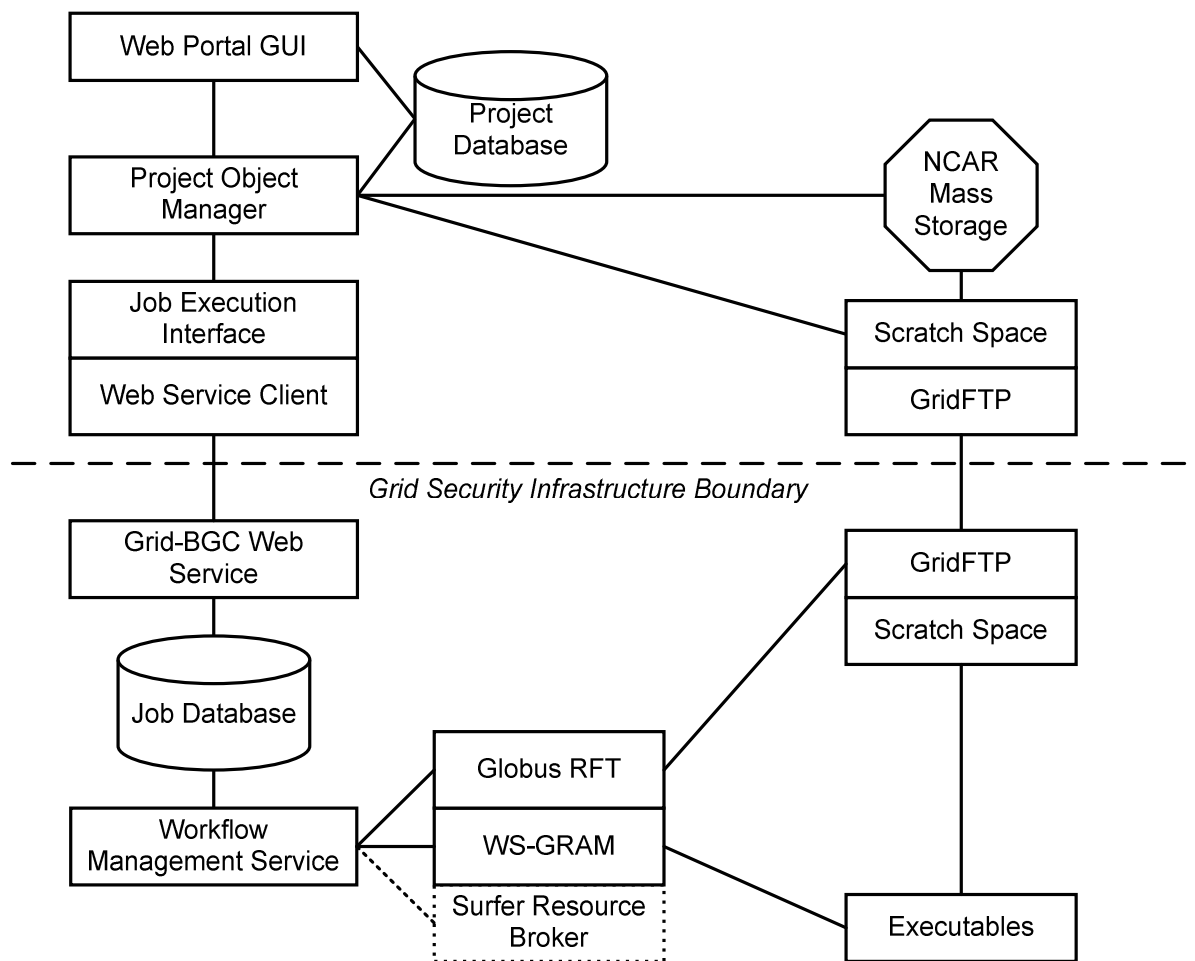 Web Portal GUI
Project
Database
Project Object
Manager
NCAR
Mass
Storage
Job Execution
Interface
Web Service Client
Scratch Space
GridFTP
Grid Security Infrastructure Boundary
Grid-BGC Web
Service
GridFTP
Scratch Space
Job Database
Globus RFT
Workflow
Management Service
WS-GRAM
Surfer Resource
Broker
Executables